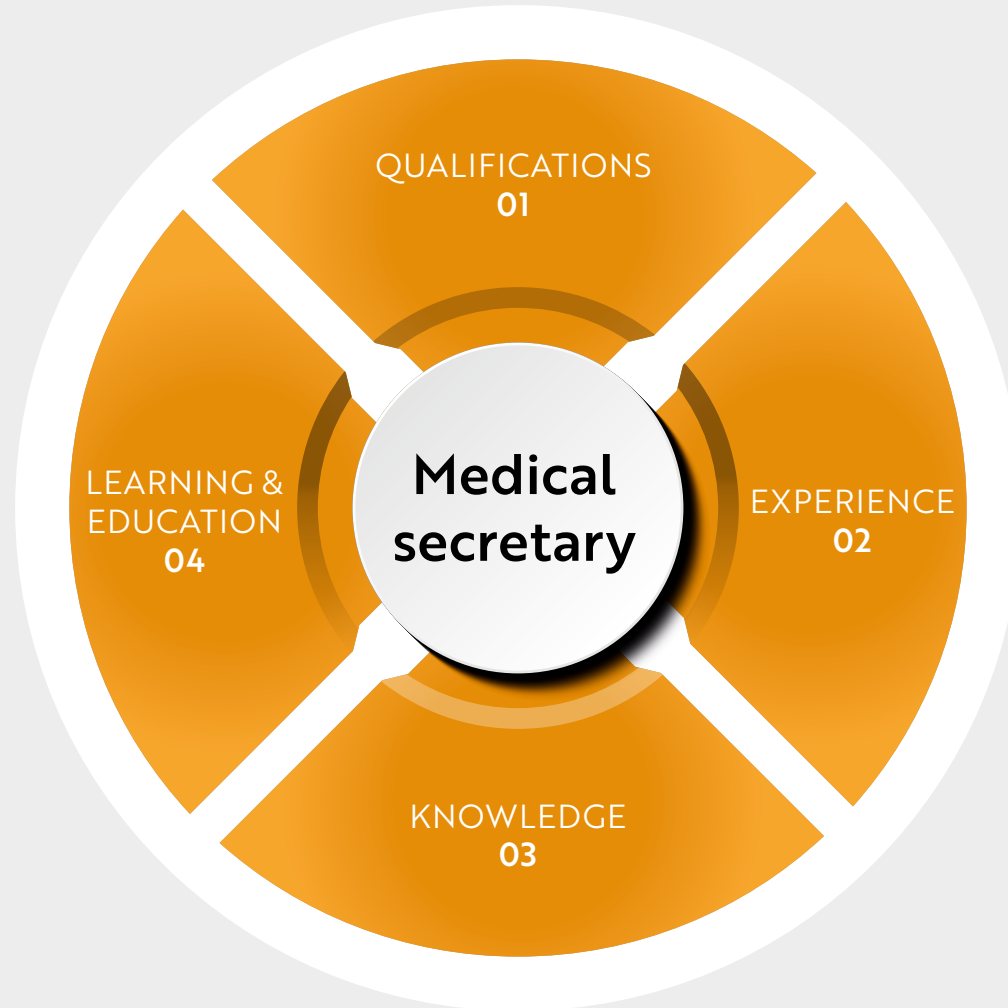 QUALIFICATIONS
01
Medical
secretary
EXPERIENCE
02
KNOWLEDGE
03
LEARNING &
EDUCATION
04